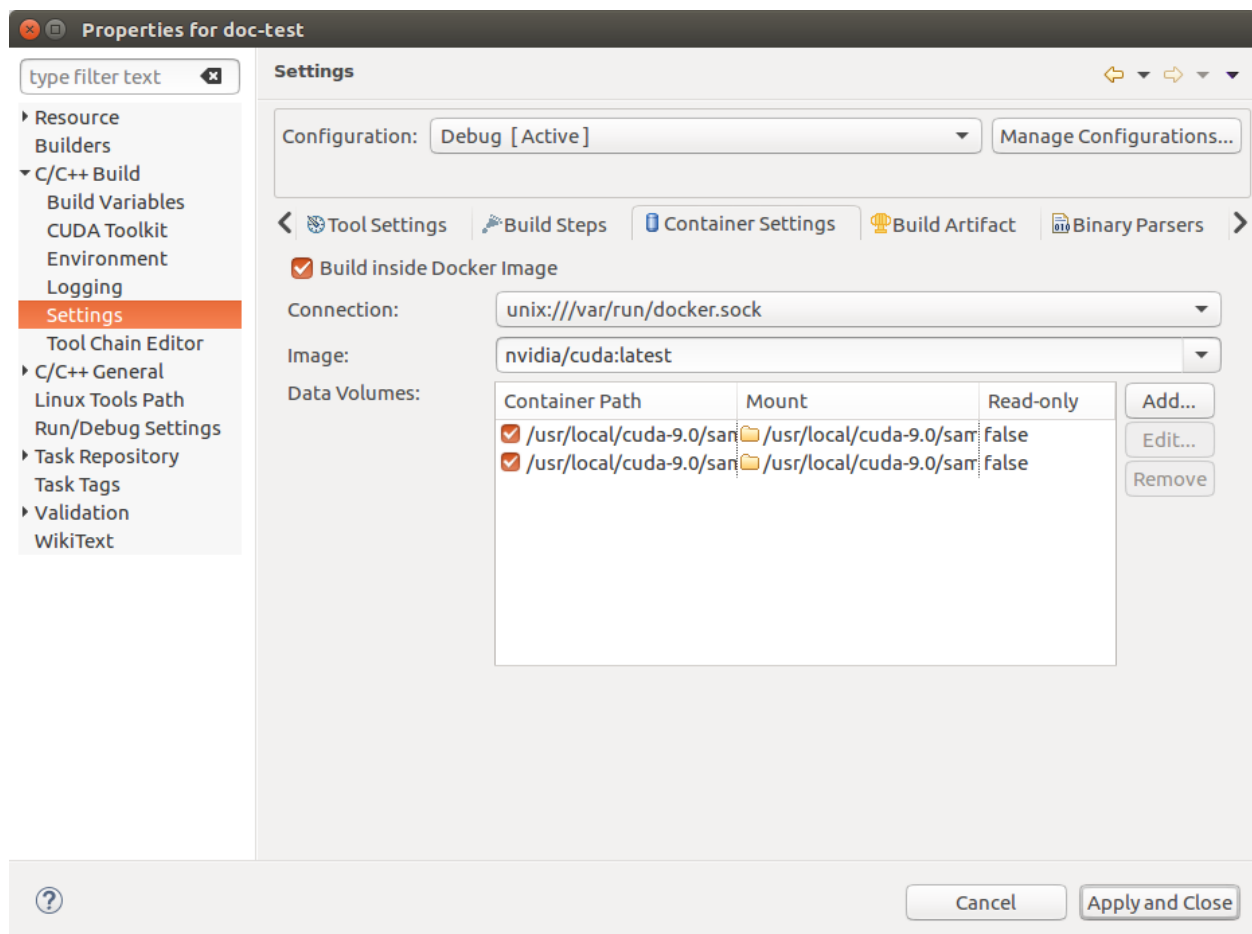 Properties for doc-test
type filter text
Resource
Builders
C/C++ Build
Build Variables
CUDA Toolkit
Environment
Logging
Settings
Tool Chain Editor
C/C++ General
Linux Tools Path
Run/Debug Settings
Task Repository
Task Tags
Validation
WikiText
Settings
Configuration: Debug [Active] Manage Configurations...
Tool Settings Build Steps Container Settings Build Artifact Binary Parsers
Build inside Docker Image
Connection: unix:///var/run/docker.sock
Image: nvidia/cuda:latest
Data Volumes:
Container Path Mount Read-only
/usr/local/cuda-9.0/sam /usr/local/cuda-9.0/sam false
/usr/local/cuda-9.0/sam /usr/local/cuda-9.0/sam false
Add...
Edit...
Remove
Cancel Apply and Close